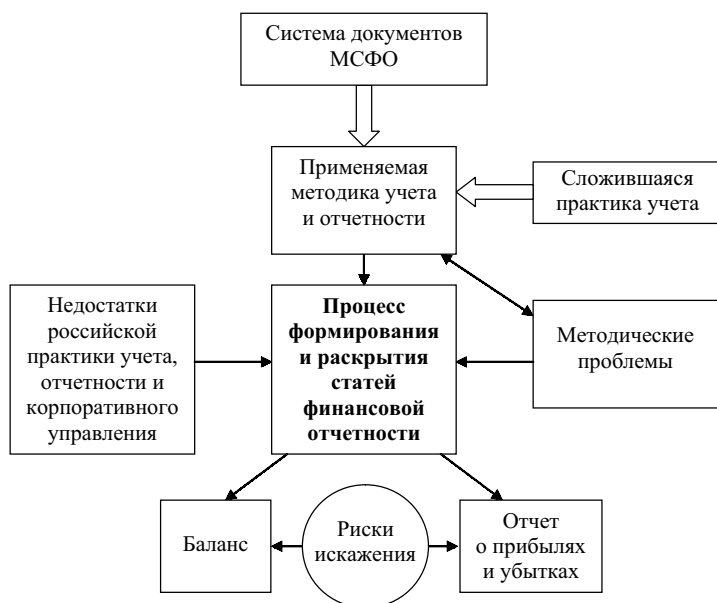 Система документов
МСФО
Применяемая
методика учета
и отчетности
Сложившаяся
практика учета
Недостатки
российской
практики учета,
отчетности и
корпоративного
управления
Процесс
формирования
и раскрытия
статей
финансовой
отчетности
Методические
проблемы
Баланс
Риски
искажения
Отчет
о прибылях
и убытках